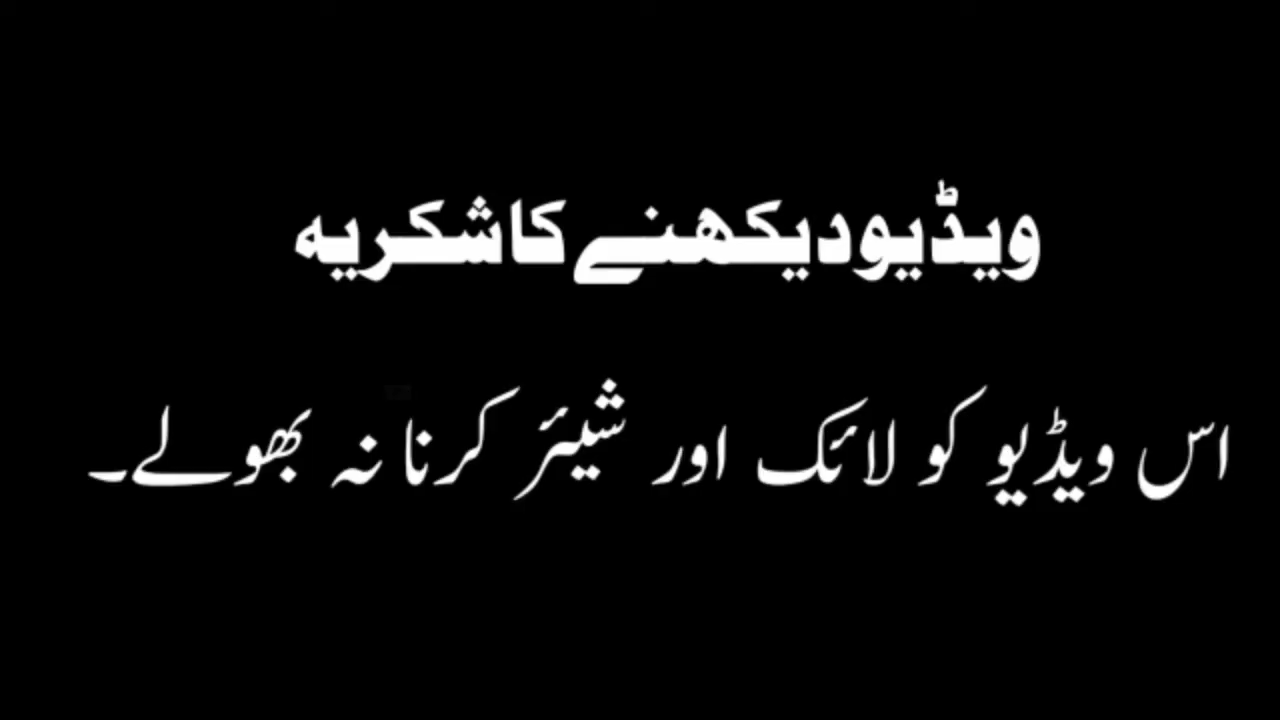 ویڈیو دیکھنے کا شکریہ
اس ویڈیو کو لائک اور شیئر کرنا نہ بھولے۔